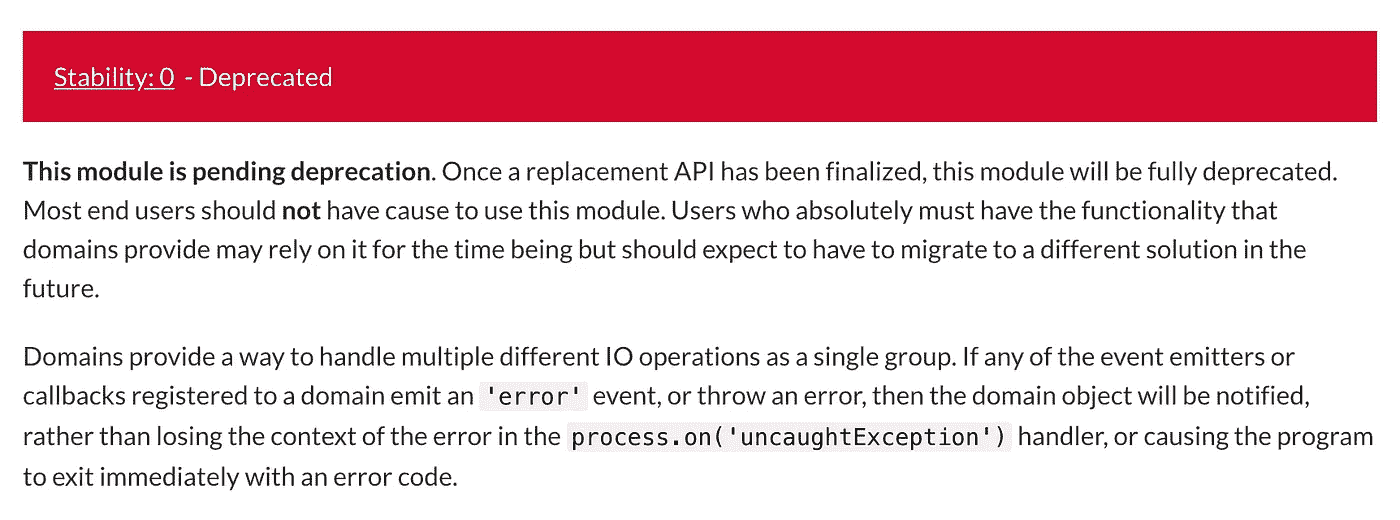 Stability: 0 - Deprecated
This module is pending deprecation. Once a replacement API has been finalized, this module will be fully deprecated.
Most end users should not have cause to use this module. Users who absolutely must have the functionality that
domains provide may rely on it for the time being but should expect to have to migrate to a different solution in the
future.
Domains provide a way to handle multiple different IO operations as a single group. If any of the event emitters or
callbacks registered to a domain emit an 'error' event, or throw an error, then the domain object will be notified,
rather than losing the context of the error in the process.on('uncaughtException') handler, or causing the program
to exit immediately with an error code.